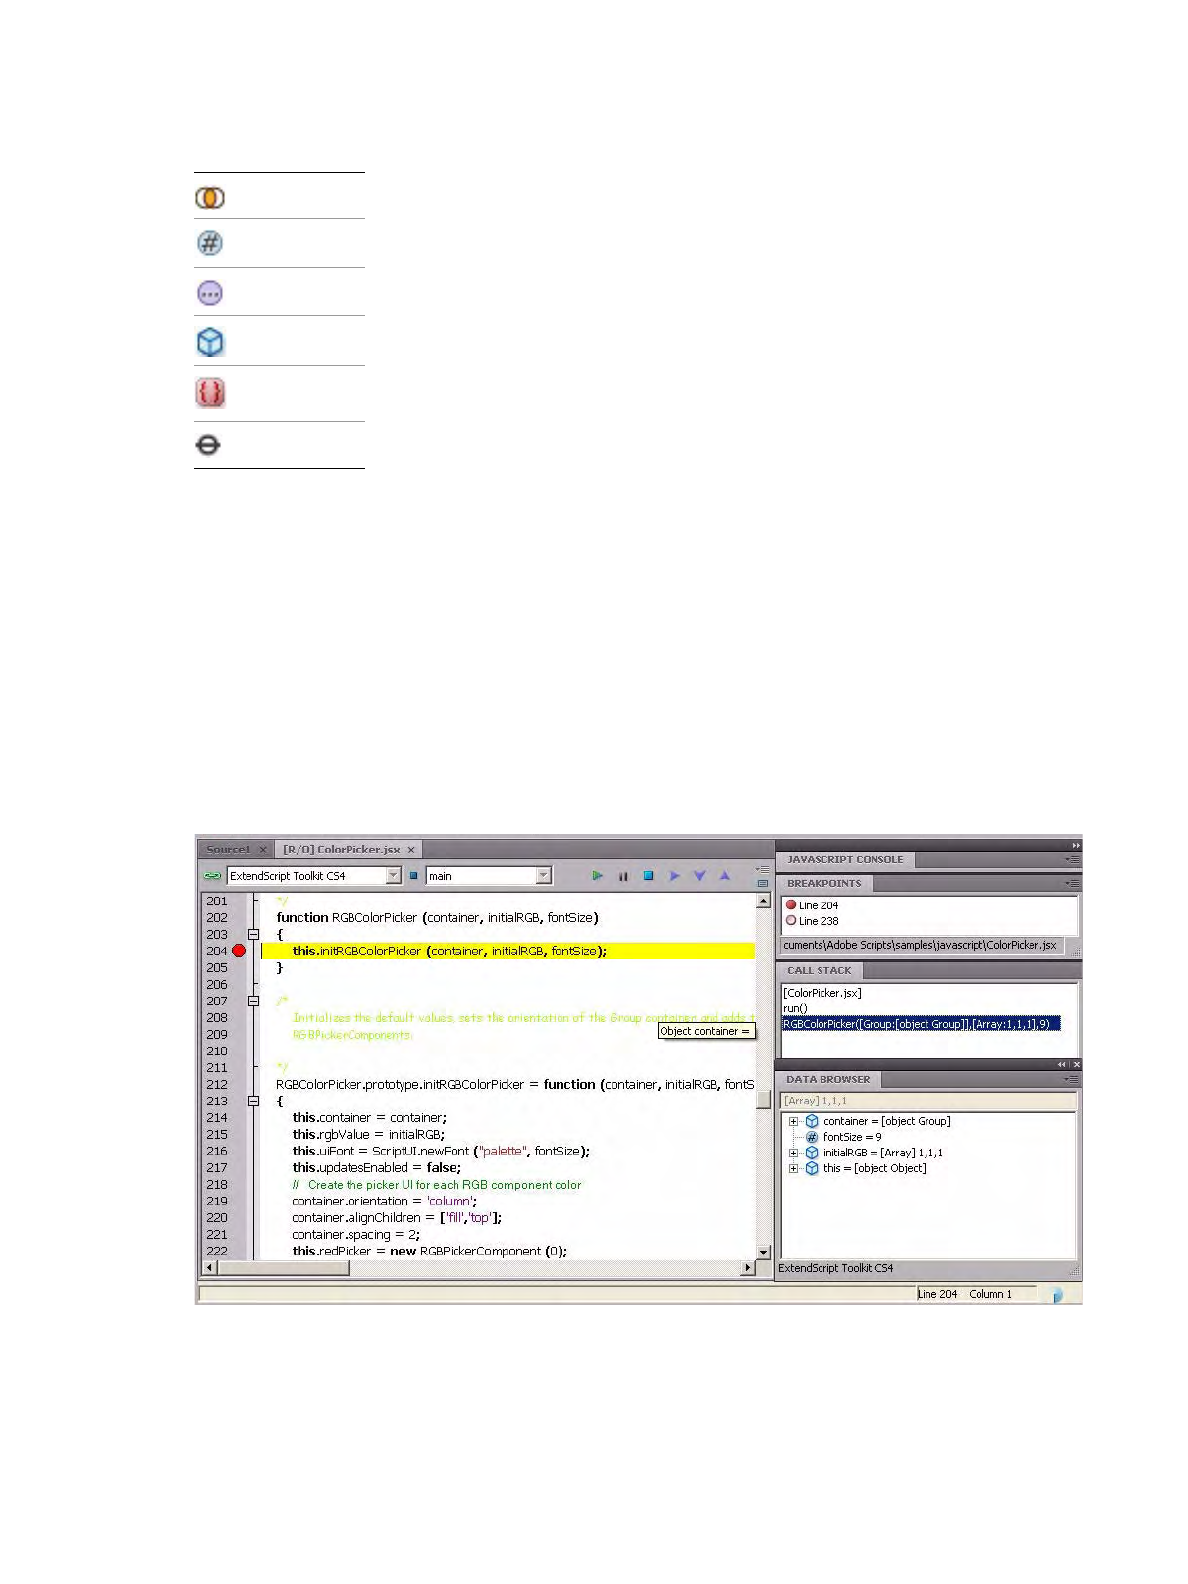 Source1 × [R/O] ColorPicker.jsx ×
ExtendScript Toolkit CS4 main
201 */
202 function RGBColorPicker (container, initialRGB, fontSize)
203 {
204 this.initRGBColorPicker (container, initialRGB, fontSize);
205 }
206
207 /*
208 Initializes the default values, sets the orientation of the Group container and adds t
209 RGBPickerComponents.
Object container =
210
211 */
212 RGBColorPicker.prototype.initRGBColorPicker = function (container, initialRGB, fontS
213 {
214 this.container = container;
215 this.rgbValue = initialRGB;
216 this.uiFont = ScriptUI.newFont ("palette", fontSize);
217 this.updatesEnabled = false;
218 // Create the picker UI for each RGB component color
219 container.orientation = 'column';
220 container.alignChildren = ['fill','top'];
221 container.spacing = 2;
222 this.redPicker = new RGBPickerComponent (0);
JAVASCRIPT CONSOLE
BREAKPOINTS
Line 204
Line 238
cuments\Adobe Scripts\samples\javascript\ColorPicker.jsx
CALL STACK
[ColorPicker.jsx]
run()
RGBColorPicker([Group:[object Group]],[Array:1,1,1],9)
DATA BROWSER
[Array] 1,1,1
container = [object Group]
# fontSize = 9
initialRGB = [Array] 1,1,1
this = [object Object]
ExtendScript Toolkit CS4
Line 204 Column 1